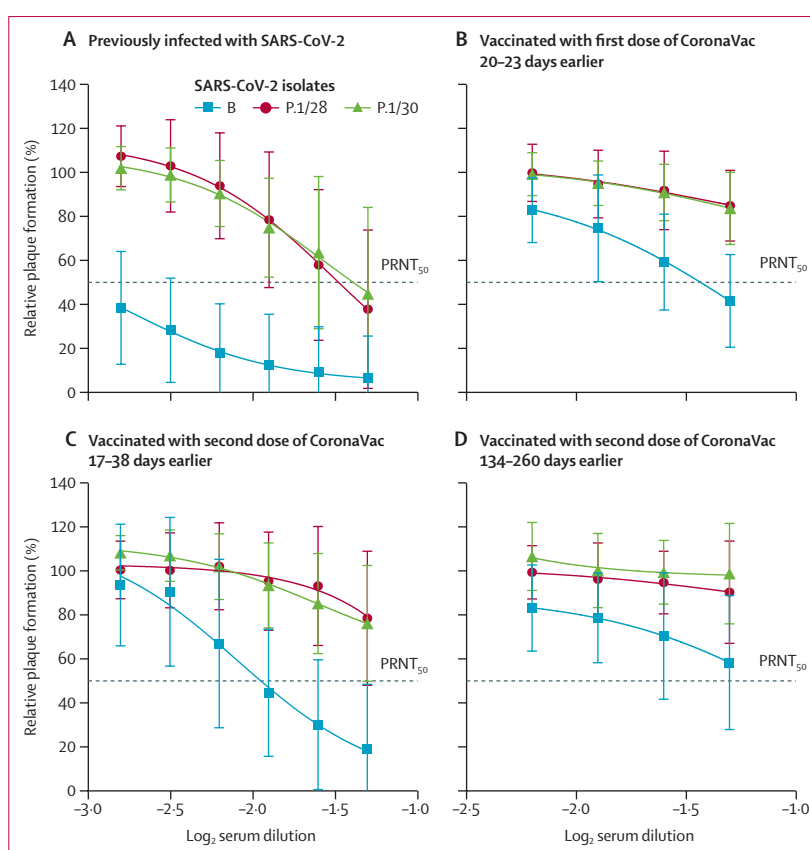 A Previously infected with SARS-CoV-2
SARS-CoV-2 isolates
B P.1/28 P.1/30
140
120
100
80
60
40
20
0
Relative plaque formation (%)
PRNT50
B Vaccinated with first dose of CoronaVac
20–23 days earlier
PRNT50
C Vaccinated with second dose of CoronaVac
17–38 days earlier
140
120
100
80
60
40
20
0
Relative plaque formation (%)
PRNT50
–3·0 –2·5 –2·0 –1·5 –1·0
Log2 serum dilution
D Vaccinated with second dose of CoronaVac
134–260 days earlier
PRNT50
–2·5 –2·0 –1·5 –1·0
Log2 serum dilution